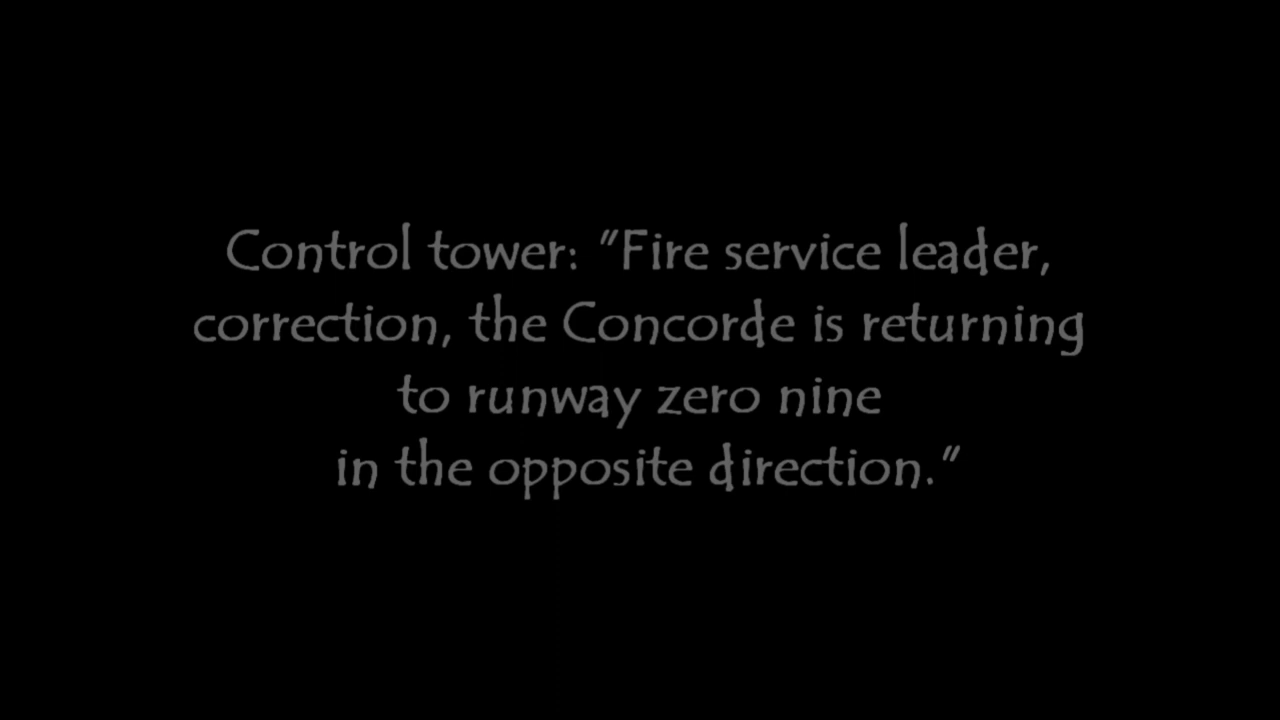 Control tower: "Fire service leader,
correction, the Concorde is returning
to runway zero nine
in the opposite direction."